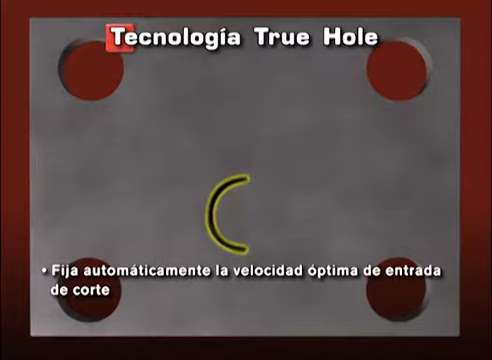 Tecnología True Hole
• Fija automáticamente la velocidad óptima de entrada
de corte